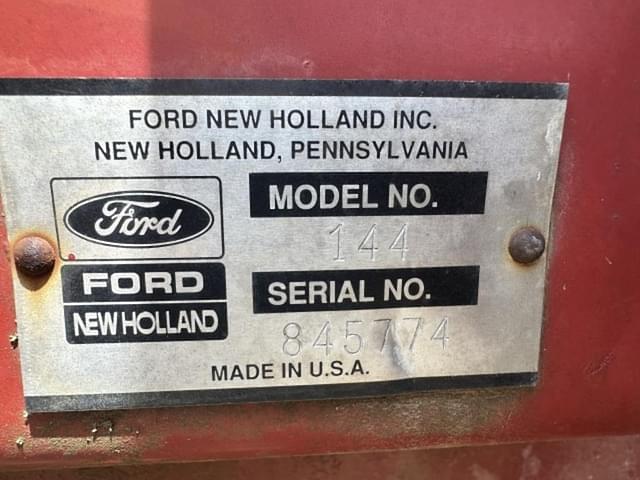 FORD NEW HOLLAND INC.
NEW HOLLAND, PENNSYLVANIA
Ford
FORD
NEW HOLLAND
MODEL NO.
144
SERIAL NO.
845774
MADE IN U.S.A.